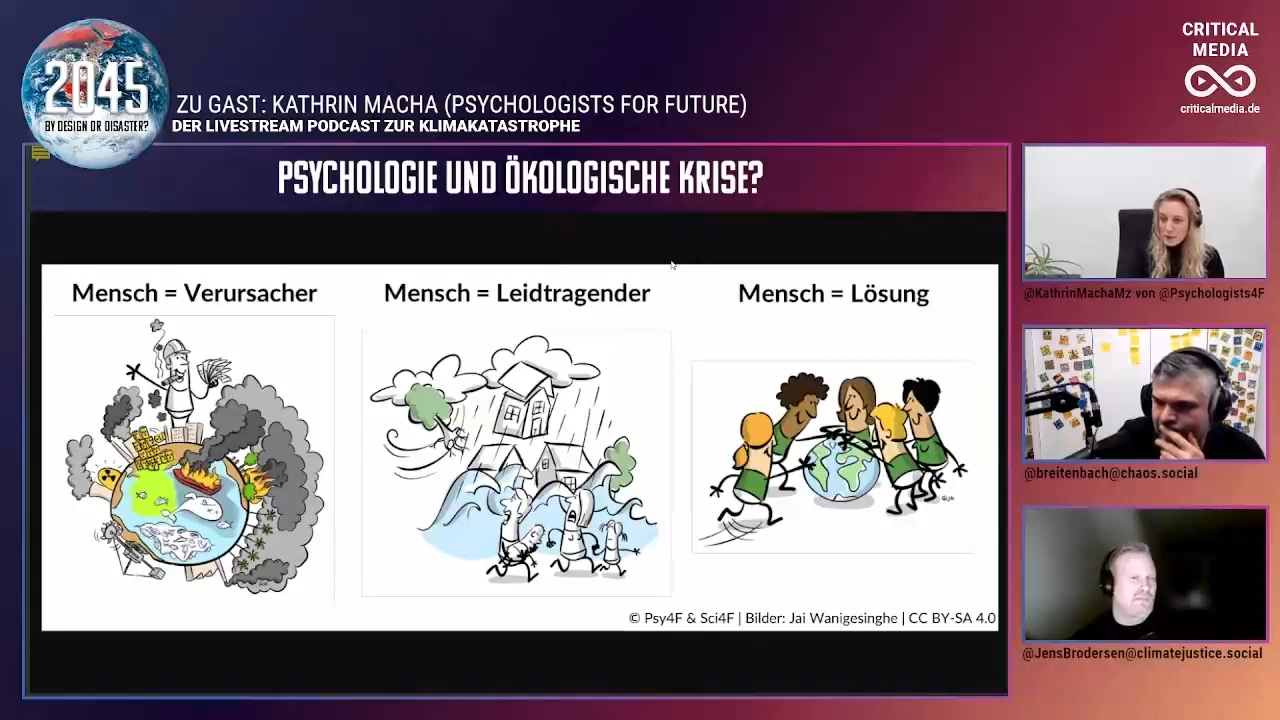 2045
BY DESIGN OR DISASTER?
ZU GAST: KATHRIN MACHA (PSYCHOLOGISTS FOR FUTURE)
DER LIVESTREAM PODCAST ZUR KLIMAKATASTROPHE
CRITICAL
MEDIA
criticalmedia.de
PSYCHOLOGIE UND ÖKOLOGISCHE KRISE?
Mensch = Verursacher
Mensch = Leidtragender
Mensch = Lösung
© Psy4F & Sci4F | Bilder: Jai Wanigesinghe | CC BY-SA 4.0
@KathrinMachaMz von @Psychologists4F
@breitenbach@chaos.social
@JensBrodersen@climatejustice.social